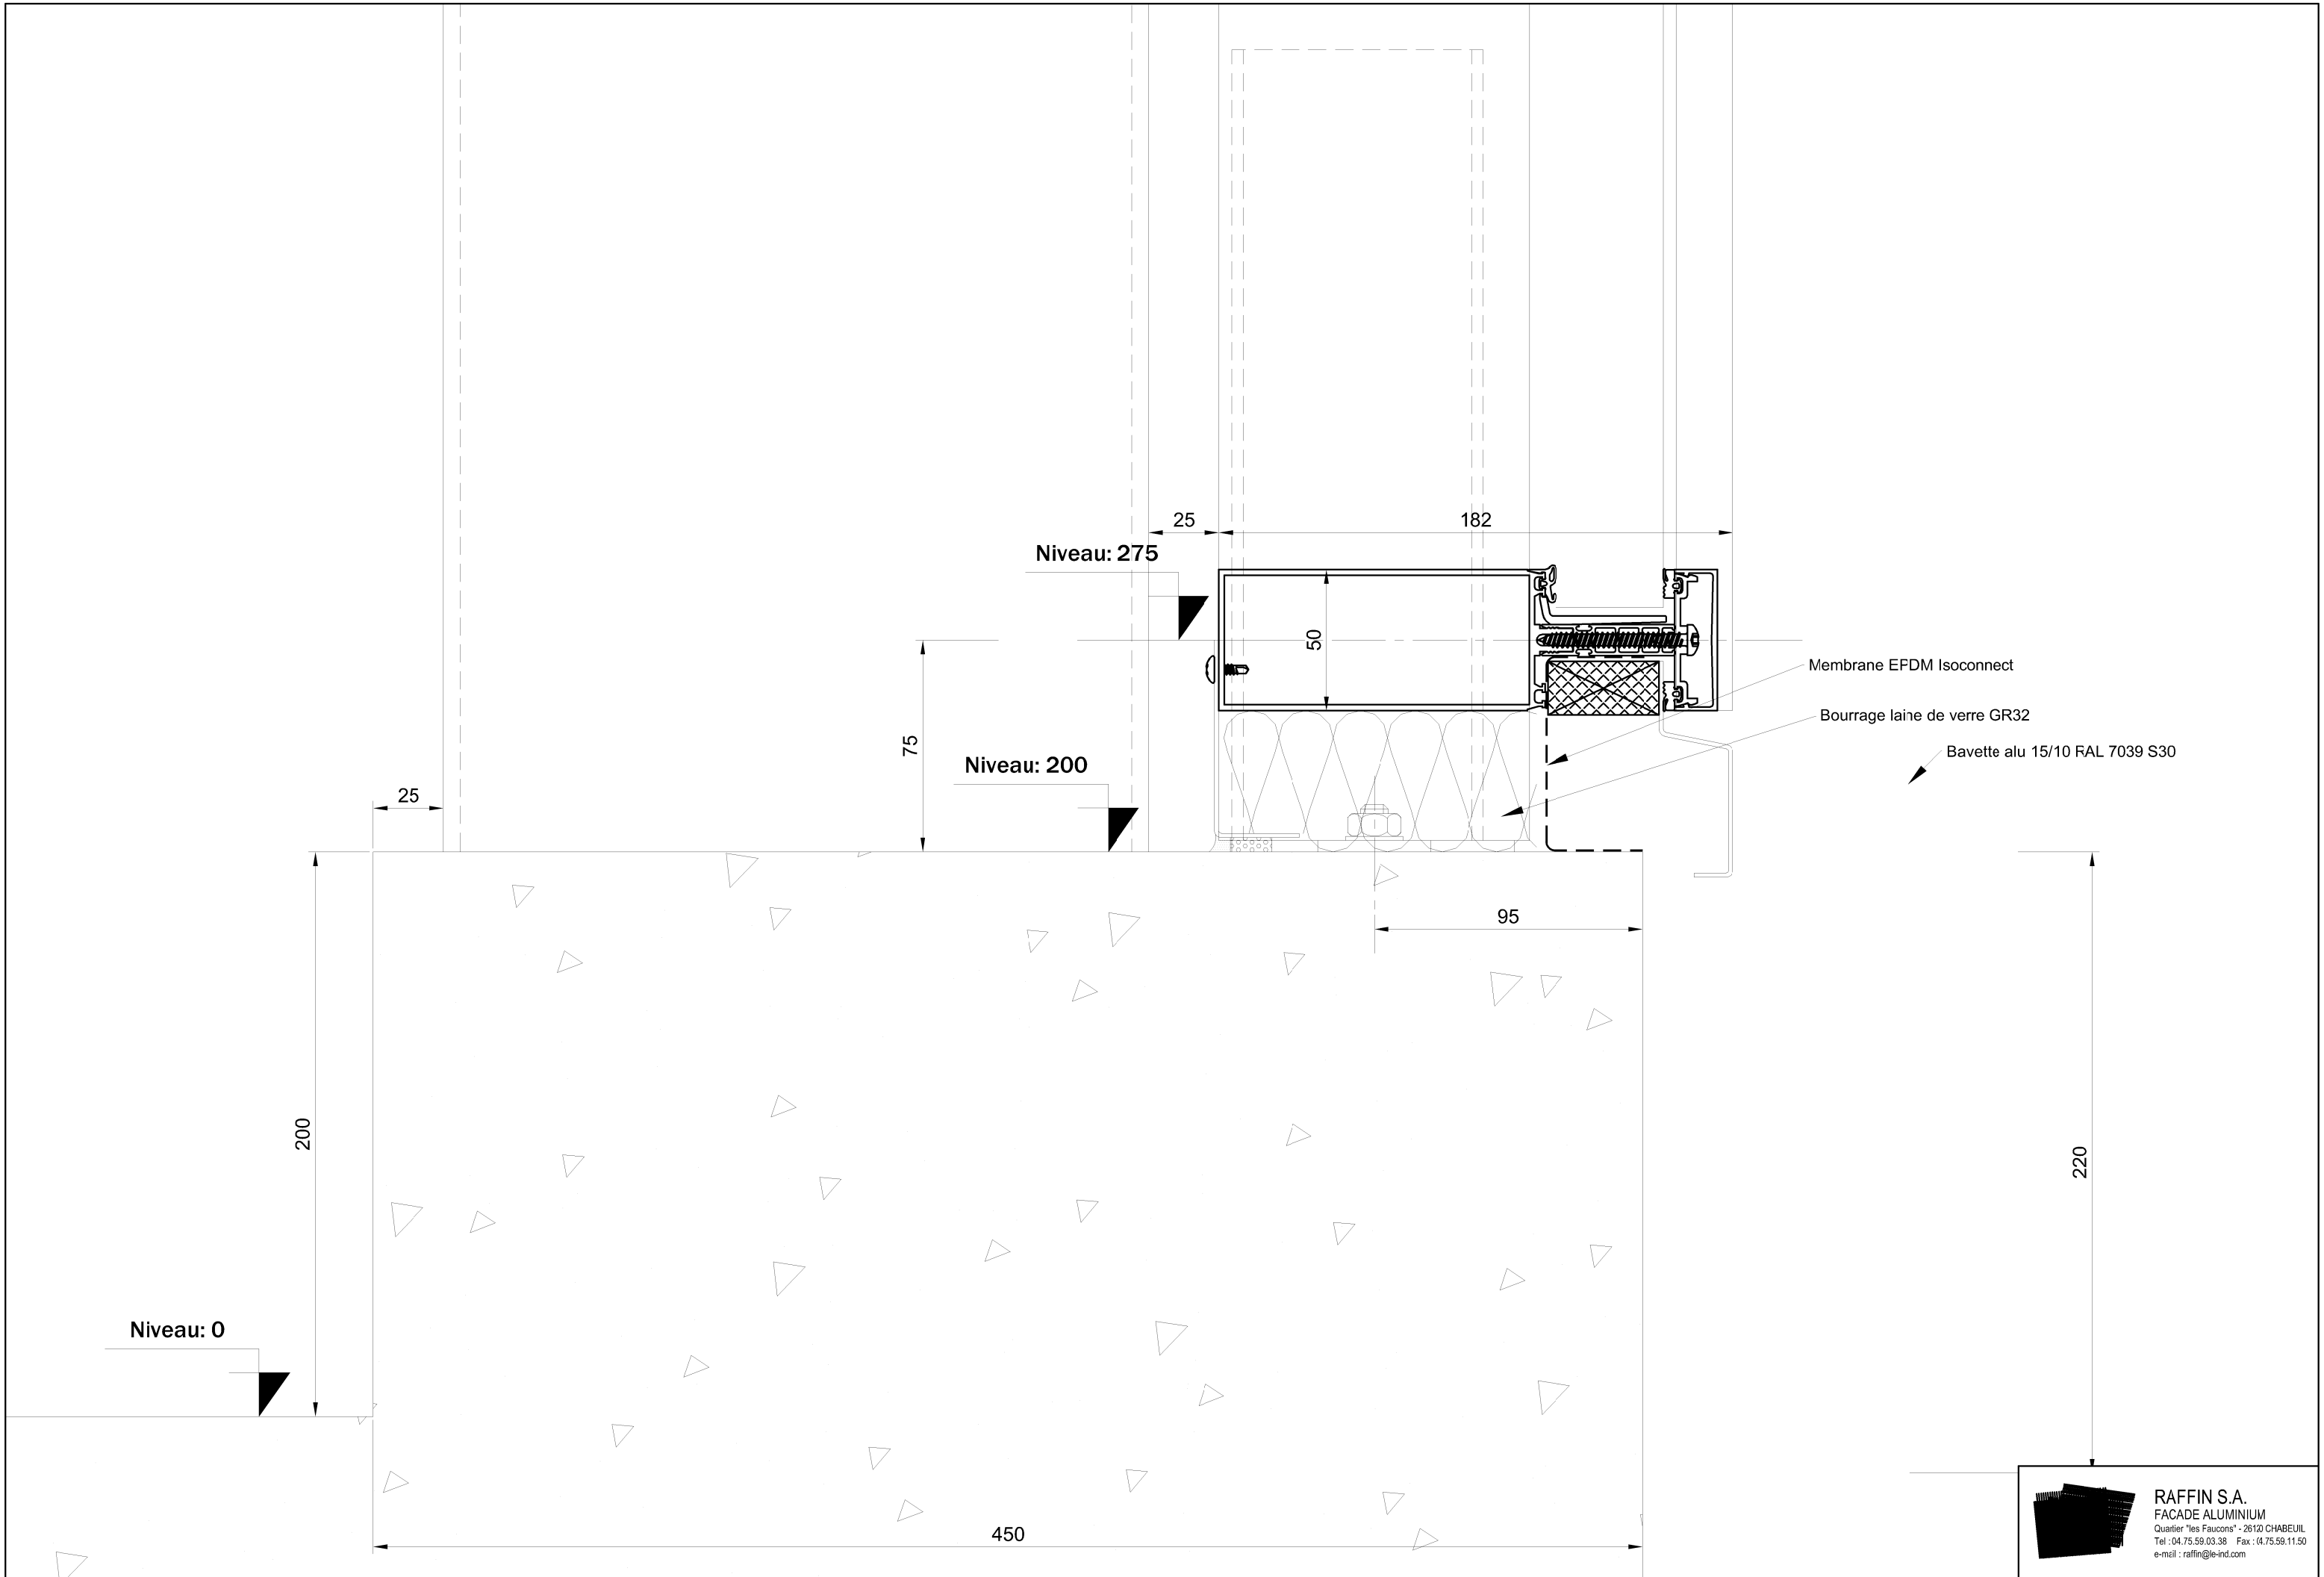 25
182
Niveau: 275
50
Membrane EFDM Isoconnect
Bourrage laine de verre GR32
75
Bavette alu 15/10 RAL 7039 S30
Niveau: 200
25
95
200
220
Niveau: 0
450
RAFFIN S.A.
FACADE ALUMINIUM
Quartier "les Faucons" - 26120 CHABEUIL
Tel : 04.75.59.03.38 Fax : 04.75.59.11.50
e-mail : raffin@le-ind.com